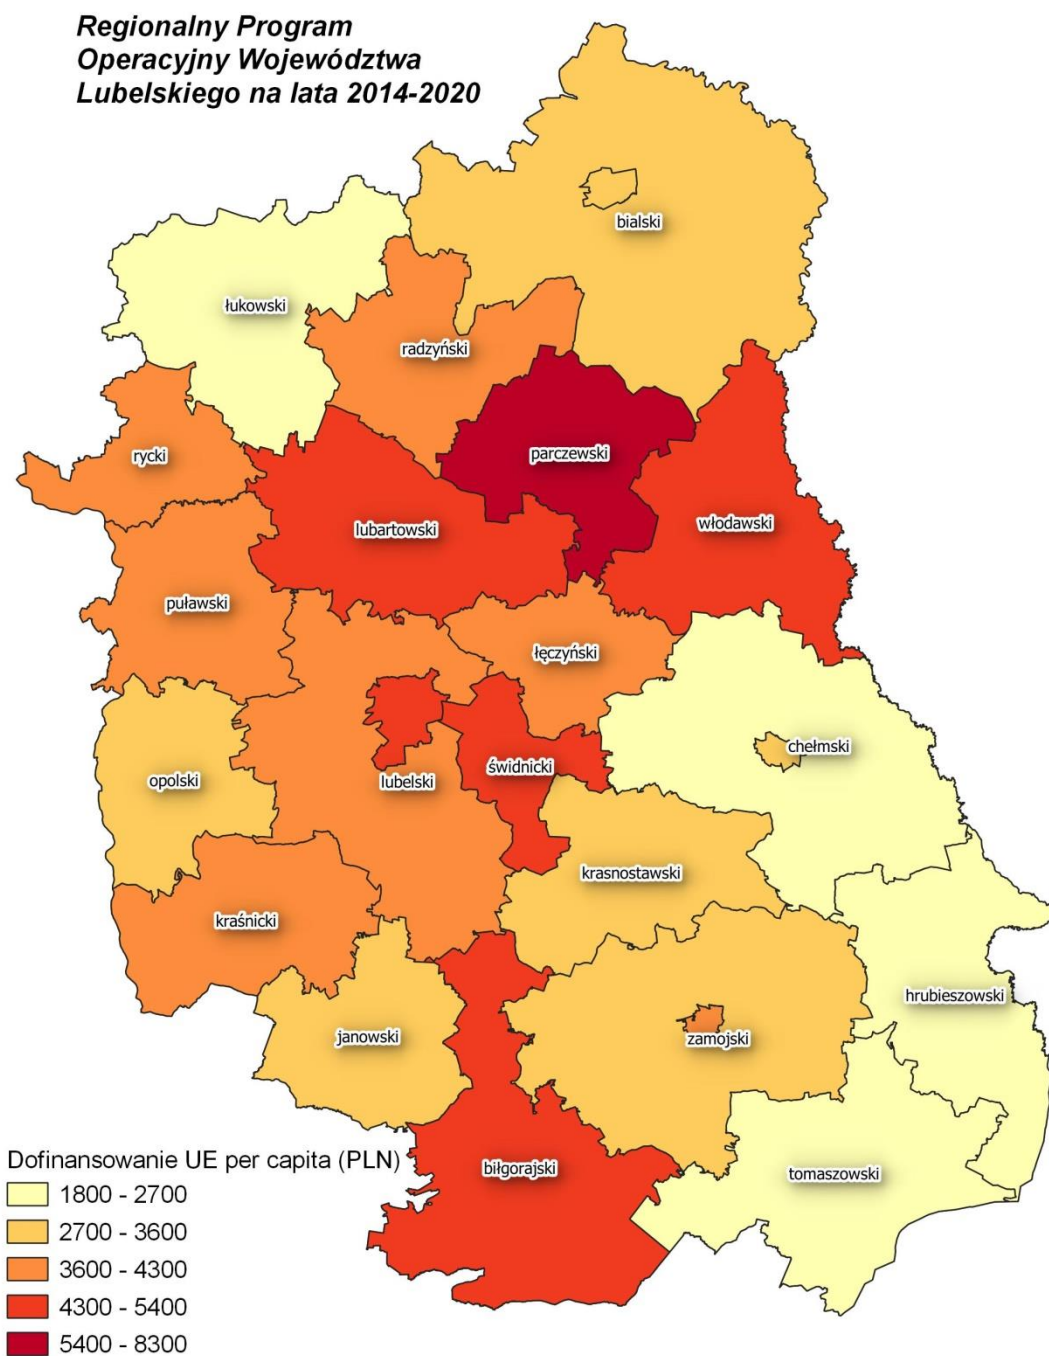 Regionalny Program
Operacyjny Województwa
Lubelskiego na lata 2014-2020
bialski
łukowski
radzyński
rycki
parczewski
lubartowski
włodawski
puławski
łęczyński
chełmski
świdnicki
opolski
lubelski
krasnostawski
kraśnicki
hrubieszowski
janowski
zamojski
biłgorajski
tomaszowski
Dofinansowanie UE per capita (PLN)
1800 - 2700
2700 - 3600
3600 - 4300
4300 - 5400
5400 - 8300